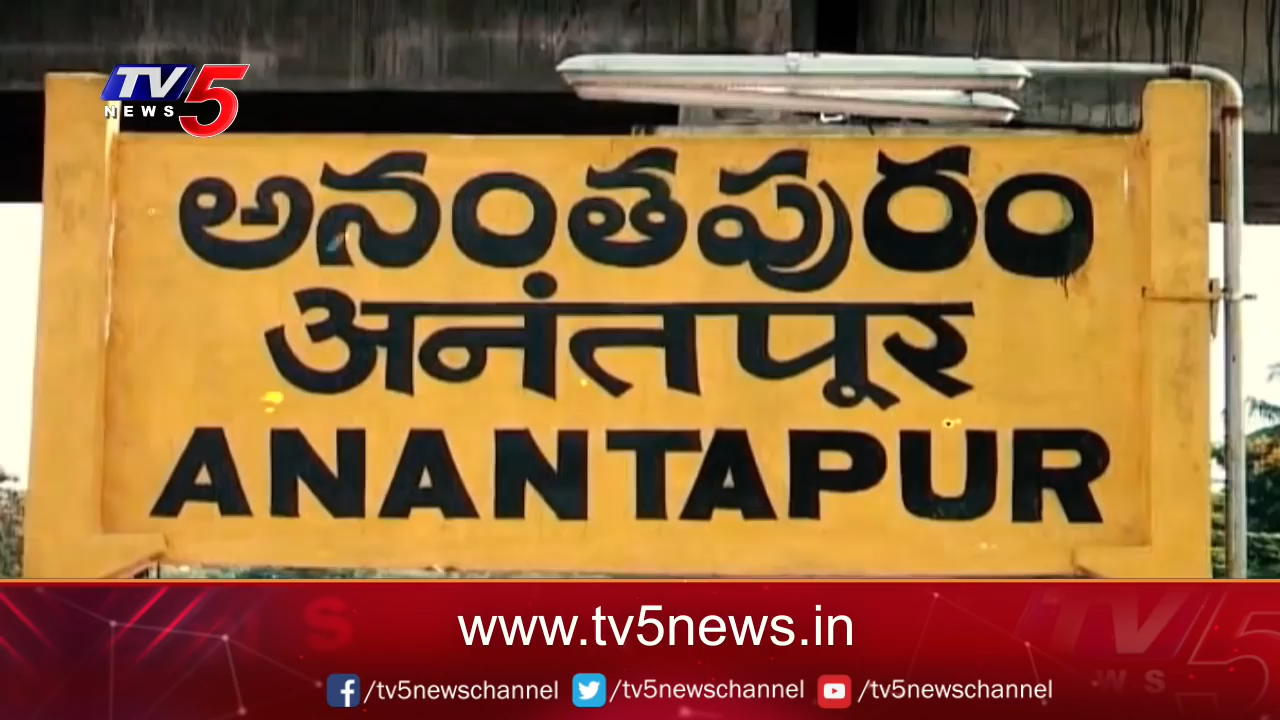 TV5
NEWS
అనంతపురం
अनंतपूर
ANANTAPUR
www.tv5news.in
/tv5newschannel /tv5newschannel /tv5newschannel